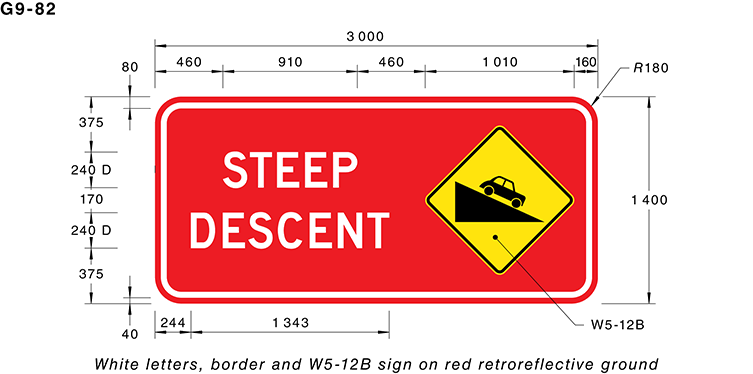 G9-82
3 000
460 910 460 1 010 160
80
R180
375
240 D
170
240 D
375
1 400
STEEP
DESCENT
40
244 1 343
W5-12B
White letters, border and W5-12B sign on red retroreflective ground